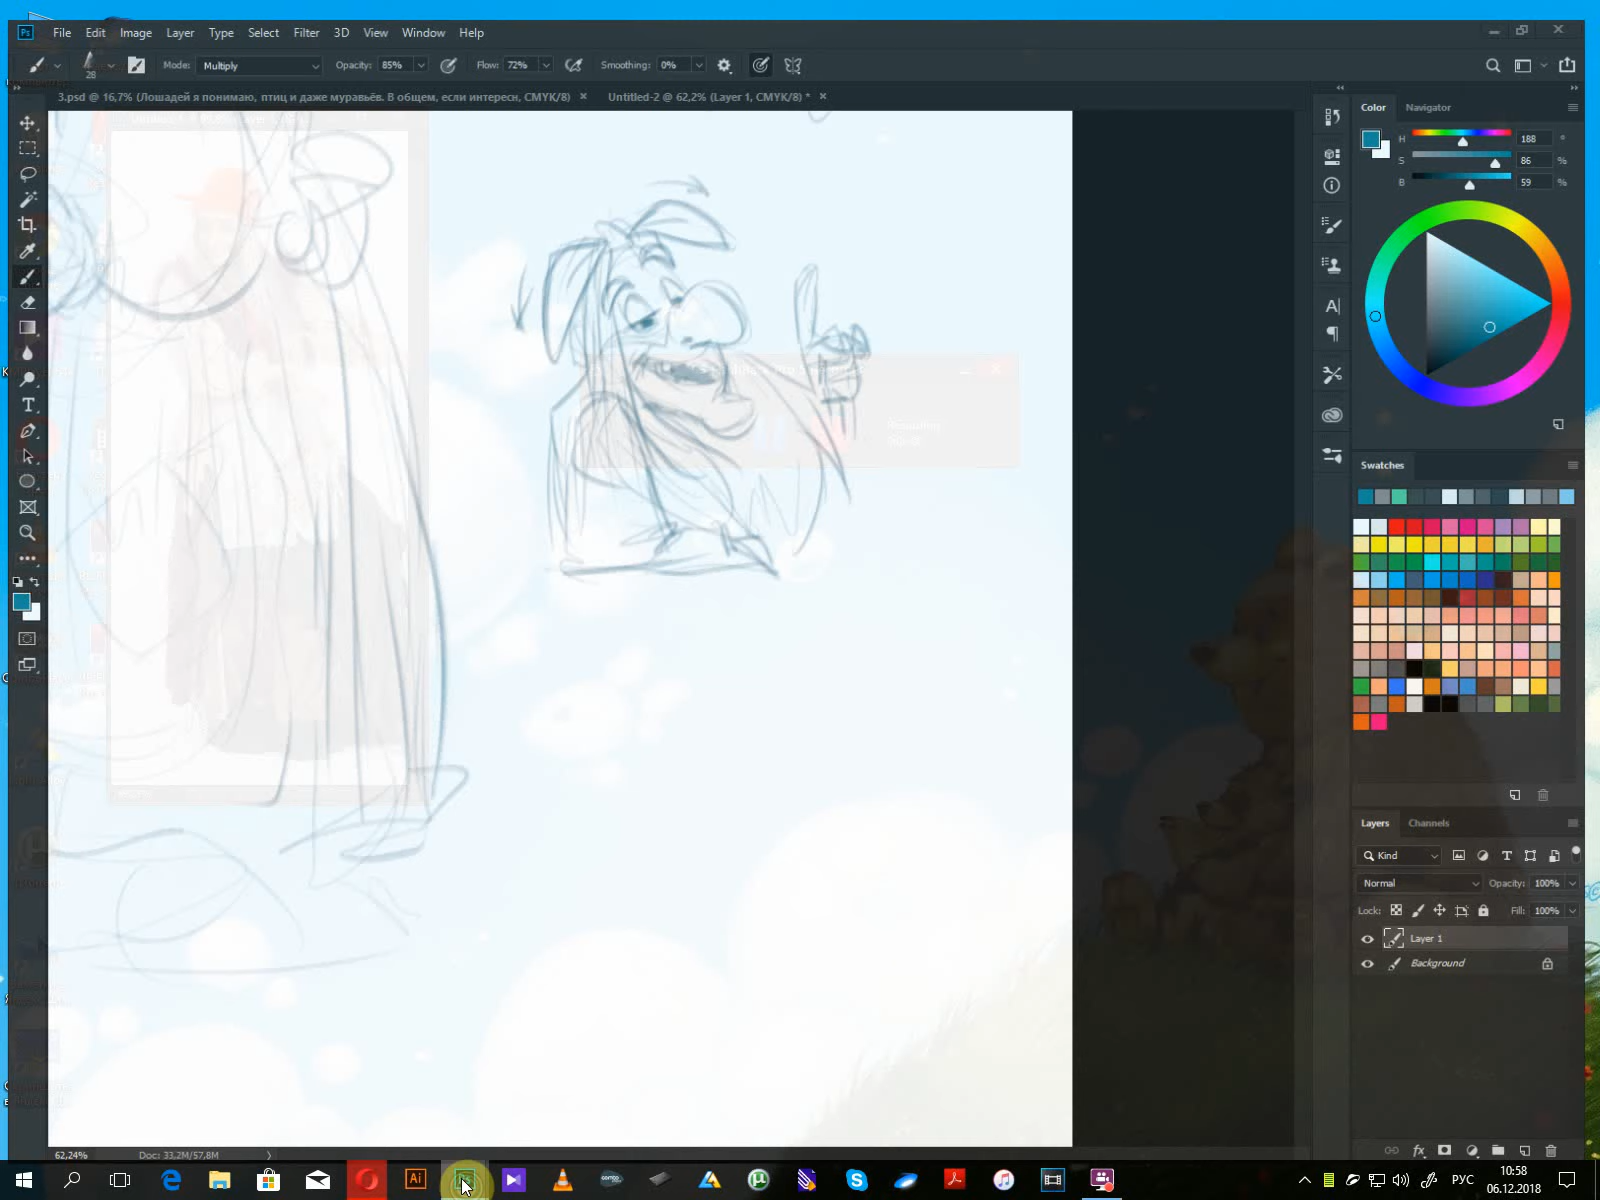 File Edit Image Layer Type Select Filter 3D View Window Help
28 Mode: Multiply Opacity: 85% Flow: 72% Smoothing: 0%
3.psd @ 16,7% (Лошадей я понимаю, птиц и даже муравьёв. В общем, если интересн, CMYK/8) × Untitled-2 @ 62,2% (Layer 1, CMYK/8) * ×
Color Navigator
H 188 °
S 86 %
B 59 %
Swatches
Layers Channels
Kind
Normal Opacity: 100%
Lock: Fill: 100%
Layer 1
Background
62,24% Doc: 33,2M/57,8M
РУС 10:58
06.12.2018